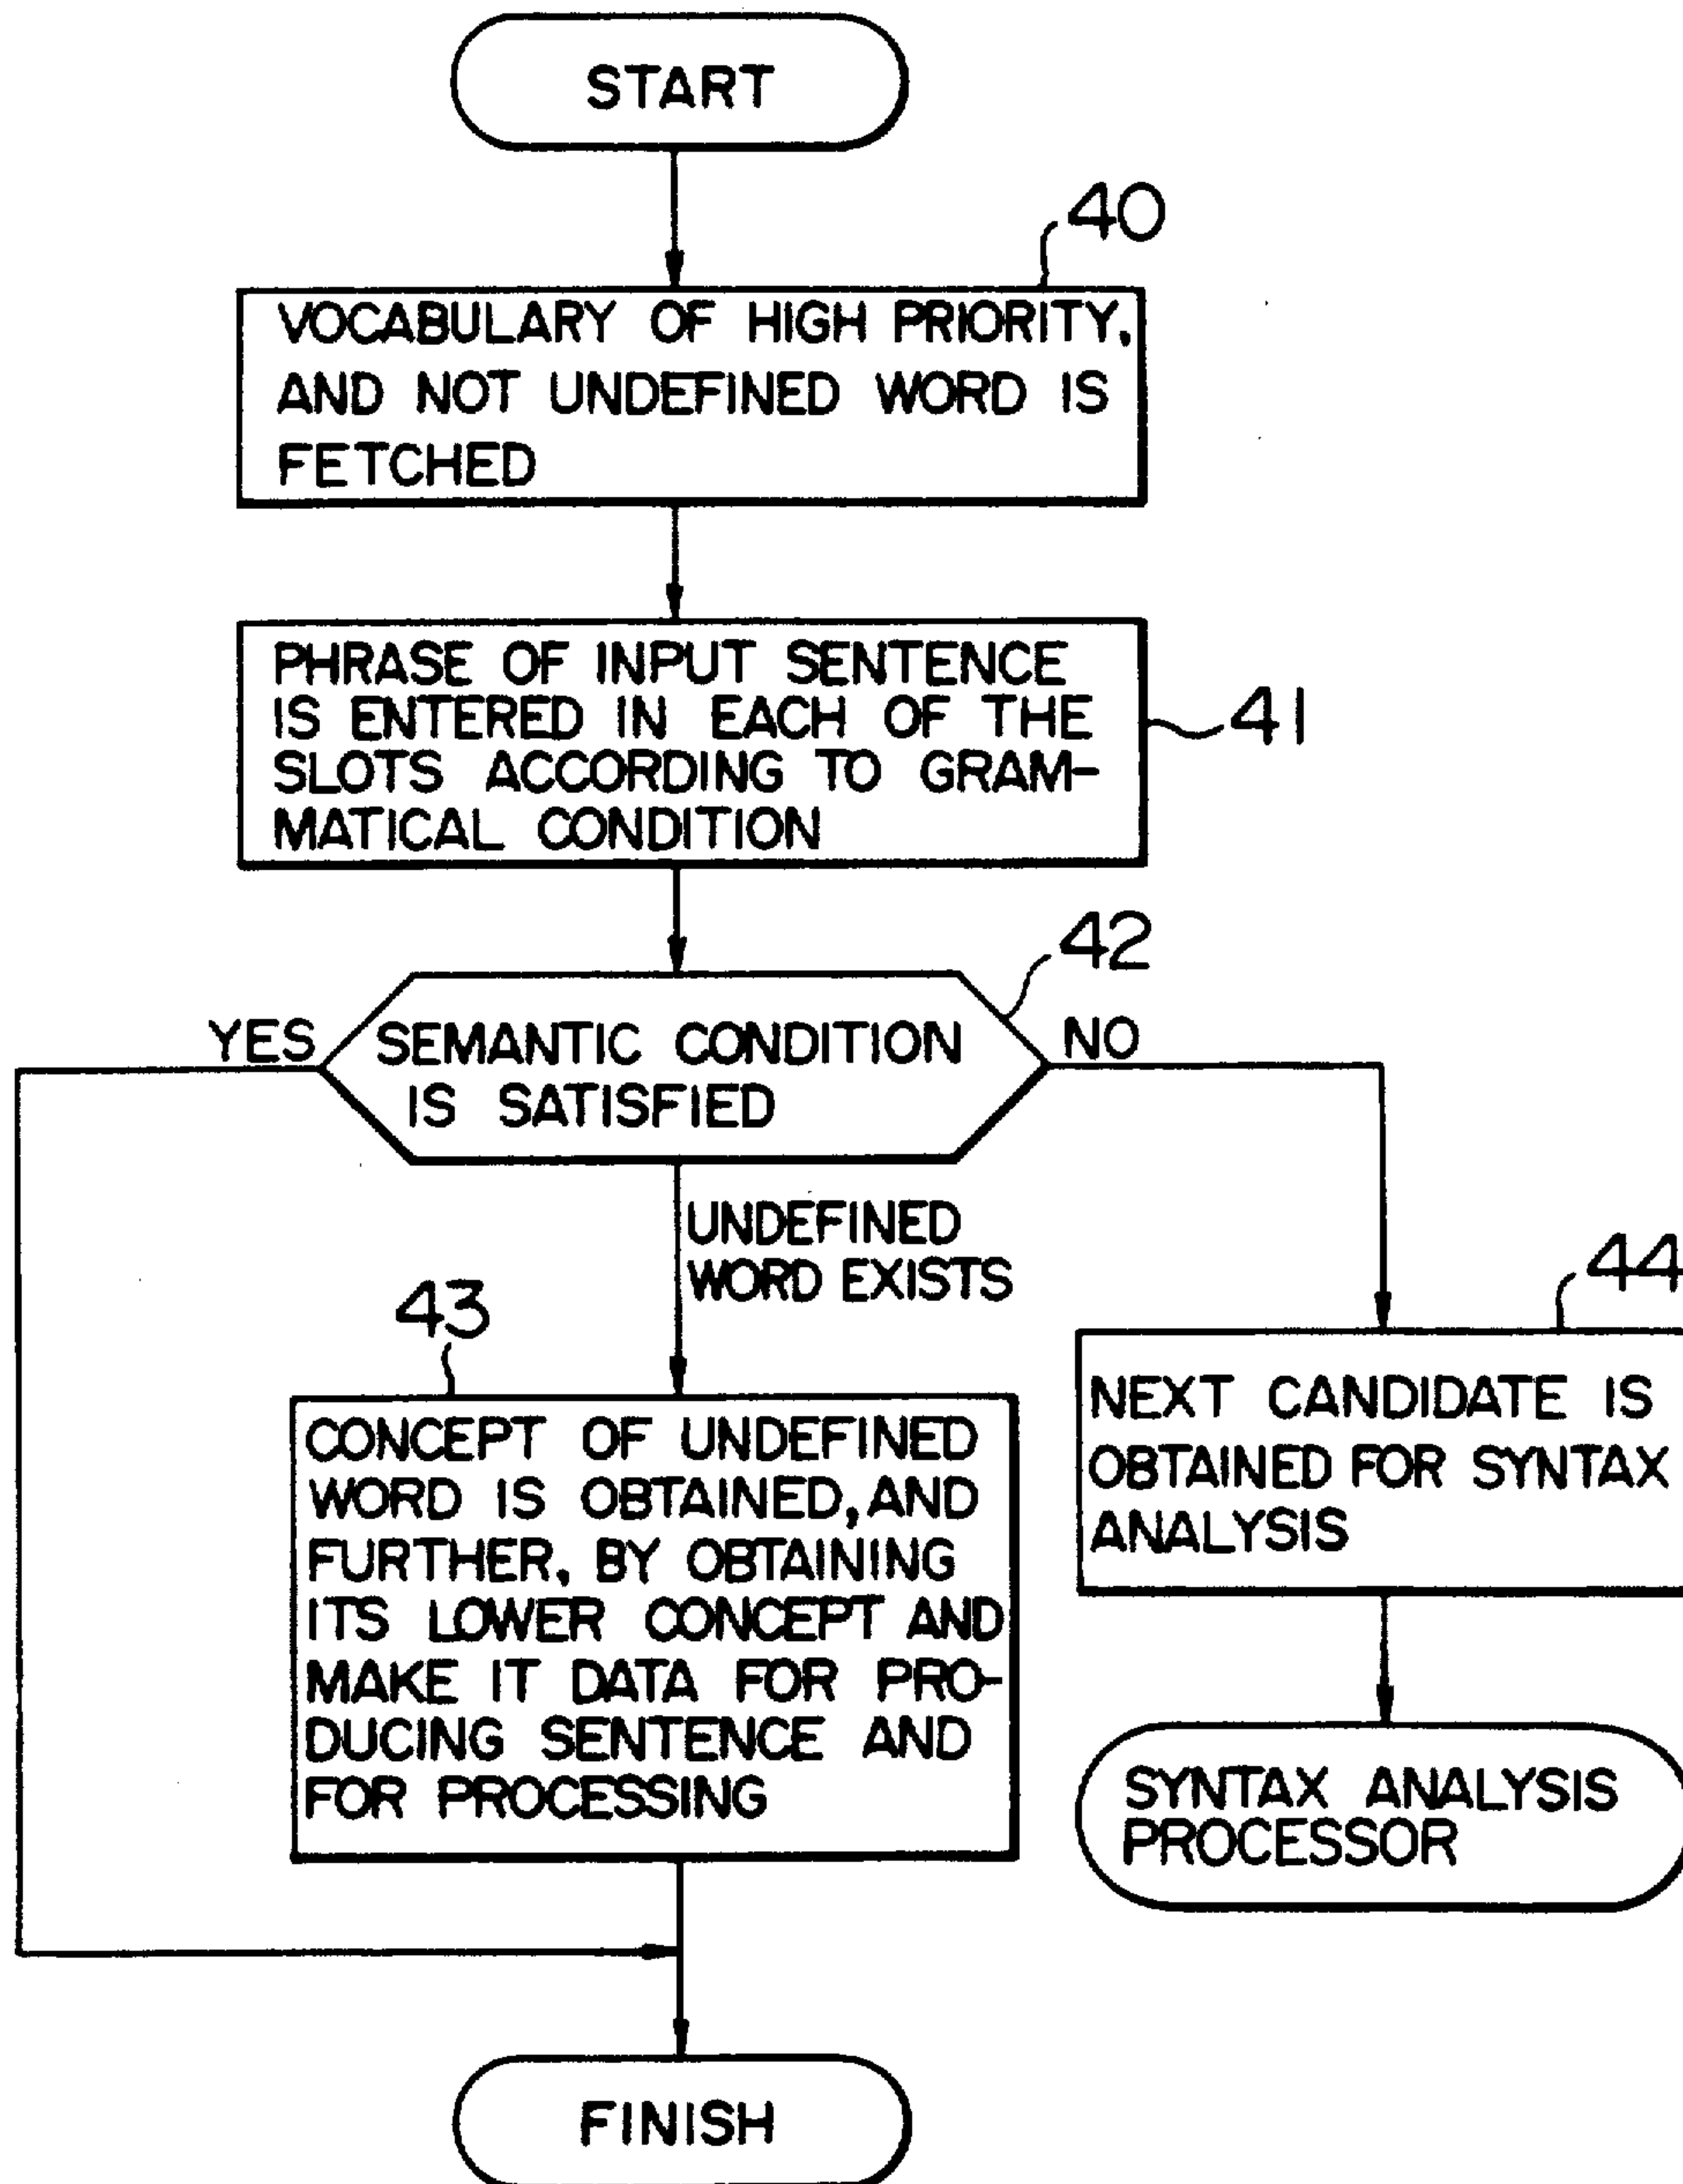 START
40
VOCABULARY OF HIGH PRIORITY,
AND NOT UNDEFINED WORD IS
FETCHED
PHRASE OF INPUT SENTENCE
IS ENTERED IN EACH OF THE
SLOTS ACCORDING TO GRAM-
MATICAL CONDITION
41
42
YES
SEMANTIC CONDITION
IS SATISFIED
NO
UNDEFINED
WORD EXISTS
43
CONCEPT OF UNDEFINED
WORD IS OBTAINED, AND
FURTHER, BY OBTAINING
ITS LOWER CONCEPT AND
MAKE IT DATA FOR PRO-
DUCING SENTENCE AND
FOR PROCESSING
44
NEXT CANDIDATE IS
OBTAINED FOR SYNTAX
ANALYSIS
SYNTAX ANALYSIS
PROCESSOR
FINISH